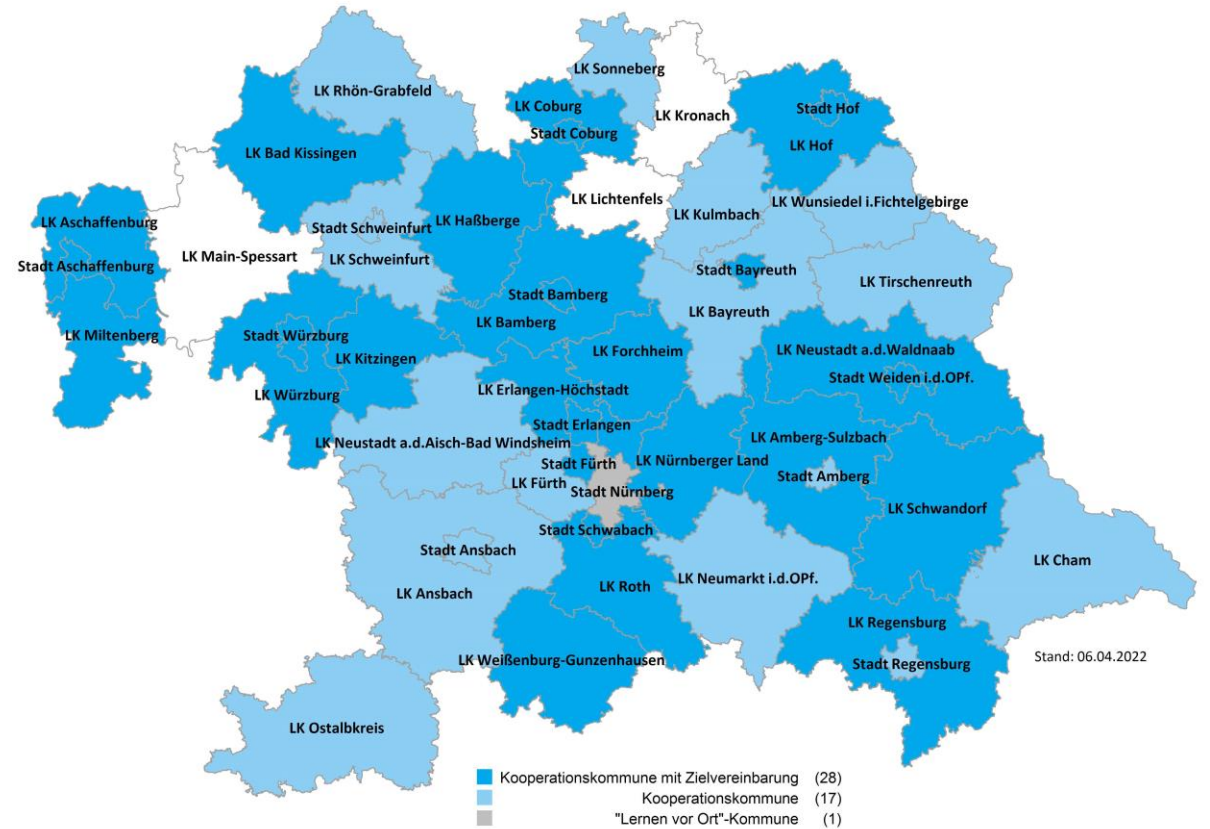 LK Sonneberg
LK Rhön-Grabfeld
LK Coburg
LK Kronach
Stadt Hof
Stadt Coburg
LK Hof
LK Bad Kissingen
LK Lichtenfels
LK Wunsiedel i.Fichtelgebirge
LK Kulmbach
LK Aschaffenburg
LK Haßberge
Stadt Schweinfurt
LK Main-Spessart
LK Schweinfurt
Stadt Aschaffenburg
Stadt Bayreuth
LK Tirschenreuth
Stadt Bamberg
LK Bayreuth
LK Miltenberg
Stadt Würzburg
LK Bamberg
LK Kitzingen
LK Forchheim
LK Neustadt a.d.Waldnaab
Stadt Weiden i.d.OPf.
LK Würzburg
LK Erlangen-Höchstadt
Stadt Erlangen
LK Neustadt a.d.Aisch-Bad Windsheim
LK Amberg-Sulzbach
Stadt Fürth
LK Nürnberger Land
LK Fürth
Stadt Nürnberg
Stadt Amberg
LK Schwandorf
Stadt Schwabach
Stadt Ansbach
LK Cham
LK Ansbach
LK Roth
LK Neumarkt i.d.OPf.
LK Regensburg
LK Weißenburg-Gunzenhausen
Stadt Regensburg
Stand: 06.04.2022
LK Ostalbkreis
Kooperationskommune mit Zielvereinbarung (28)
Kooperationskommune (17)
"Lernen vor Ort"-Kommune (1)